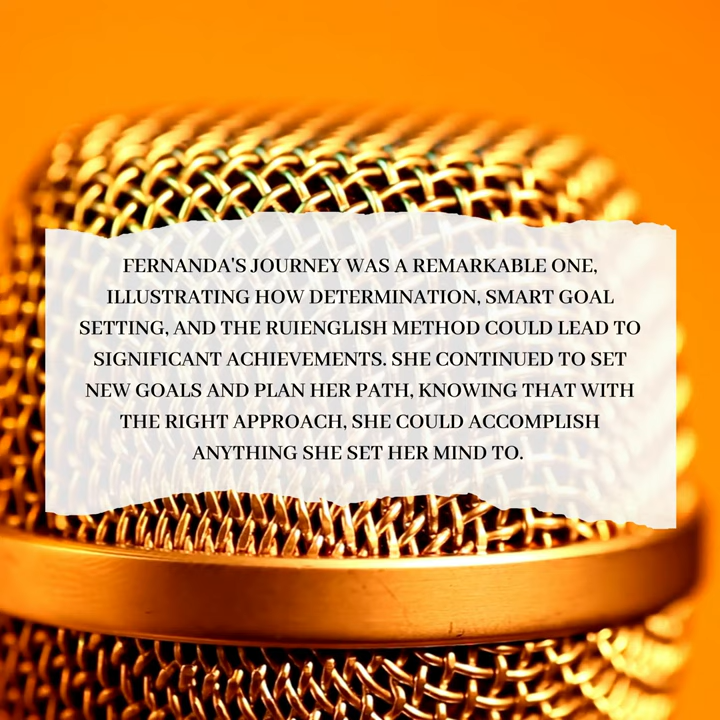 FERNANDA'S JOURNEY WAS A REMARKABLE ONE,
ILLUSTRATING HOW DETERMINATION, SMART GOAL
SETTING, AND THE RUIENGLISH METHOD COULD LEAD TO
SIGNIFICANT ACHIEVEMENTS. SHE CONTINUED TO SET
NEW GOALS AND PLAN HER PATH, KNOWING THAT WITH
THE RIGHT APPROACH, SHE COULD ACCOMPLISH
ANYTHING SHE SET HER MIND TO.